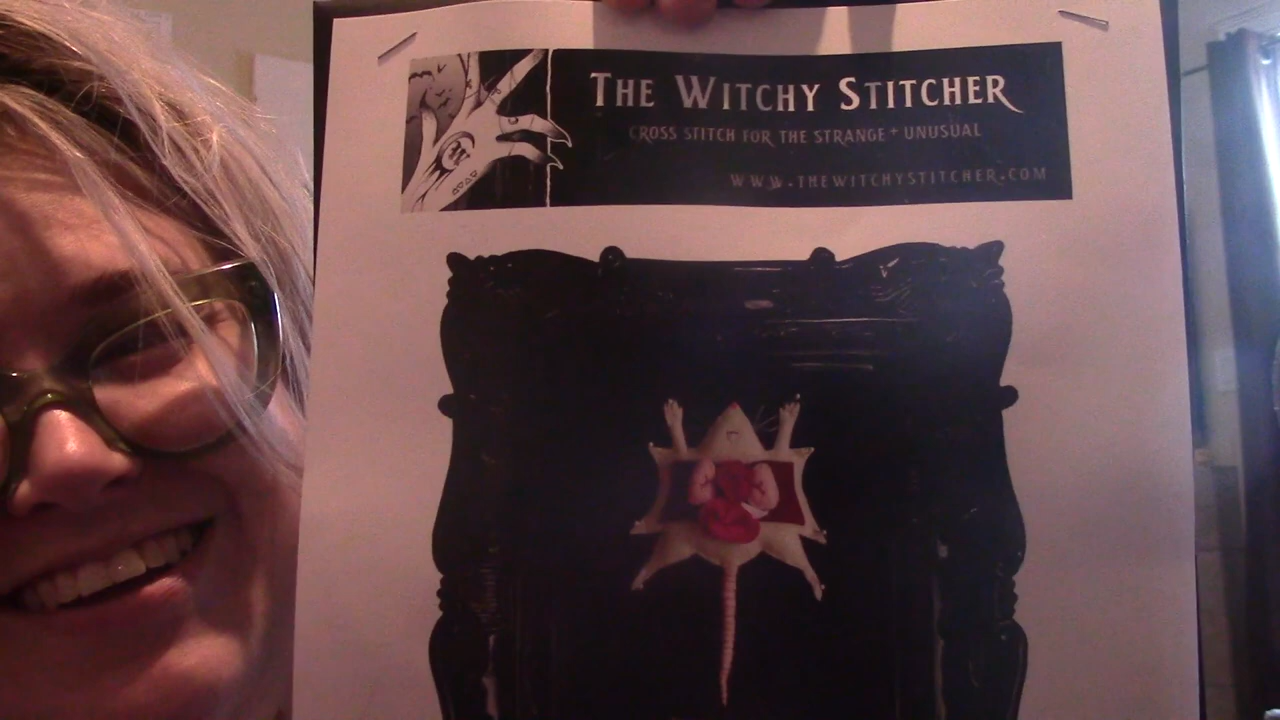 THE WITCHY STITCHER
CROSS STITCH FOR THE STRANGE + UNUSUAL
WWW.THEWITCHYSTITCHER.COM